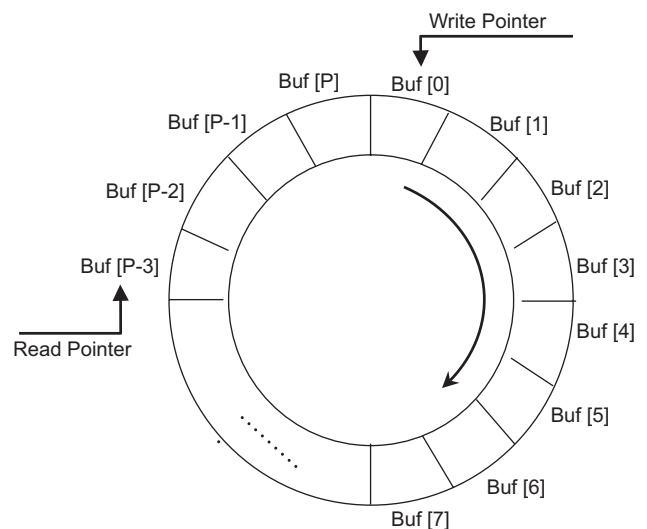 Write Pointer
Buf [P]
Buf [0]
Buf [P-1]
Buf [1]
Buf [P-2]
Buf [2]
Buf [P-3]
Buf [3]
Read Pointer
Buf [4]
Buf [5]
Buf [6]
Buf [7]